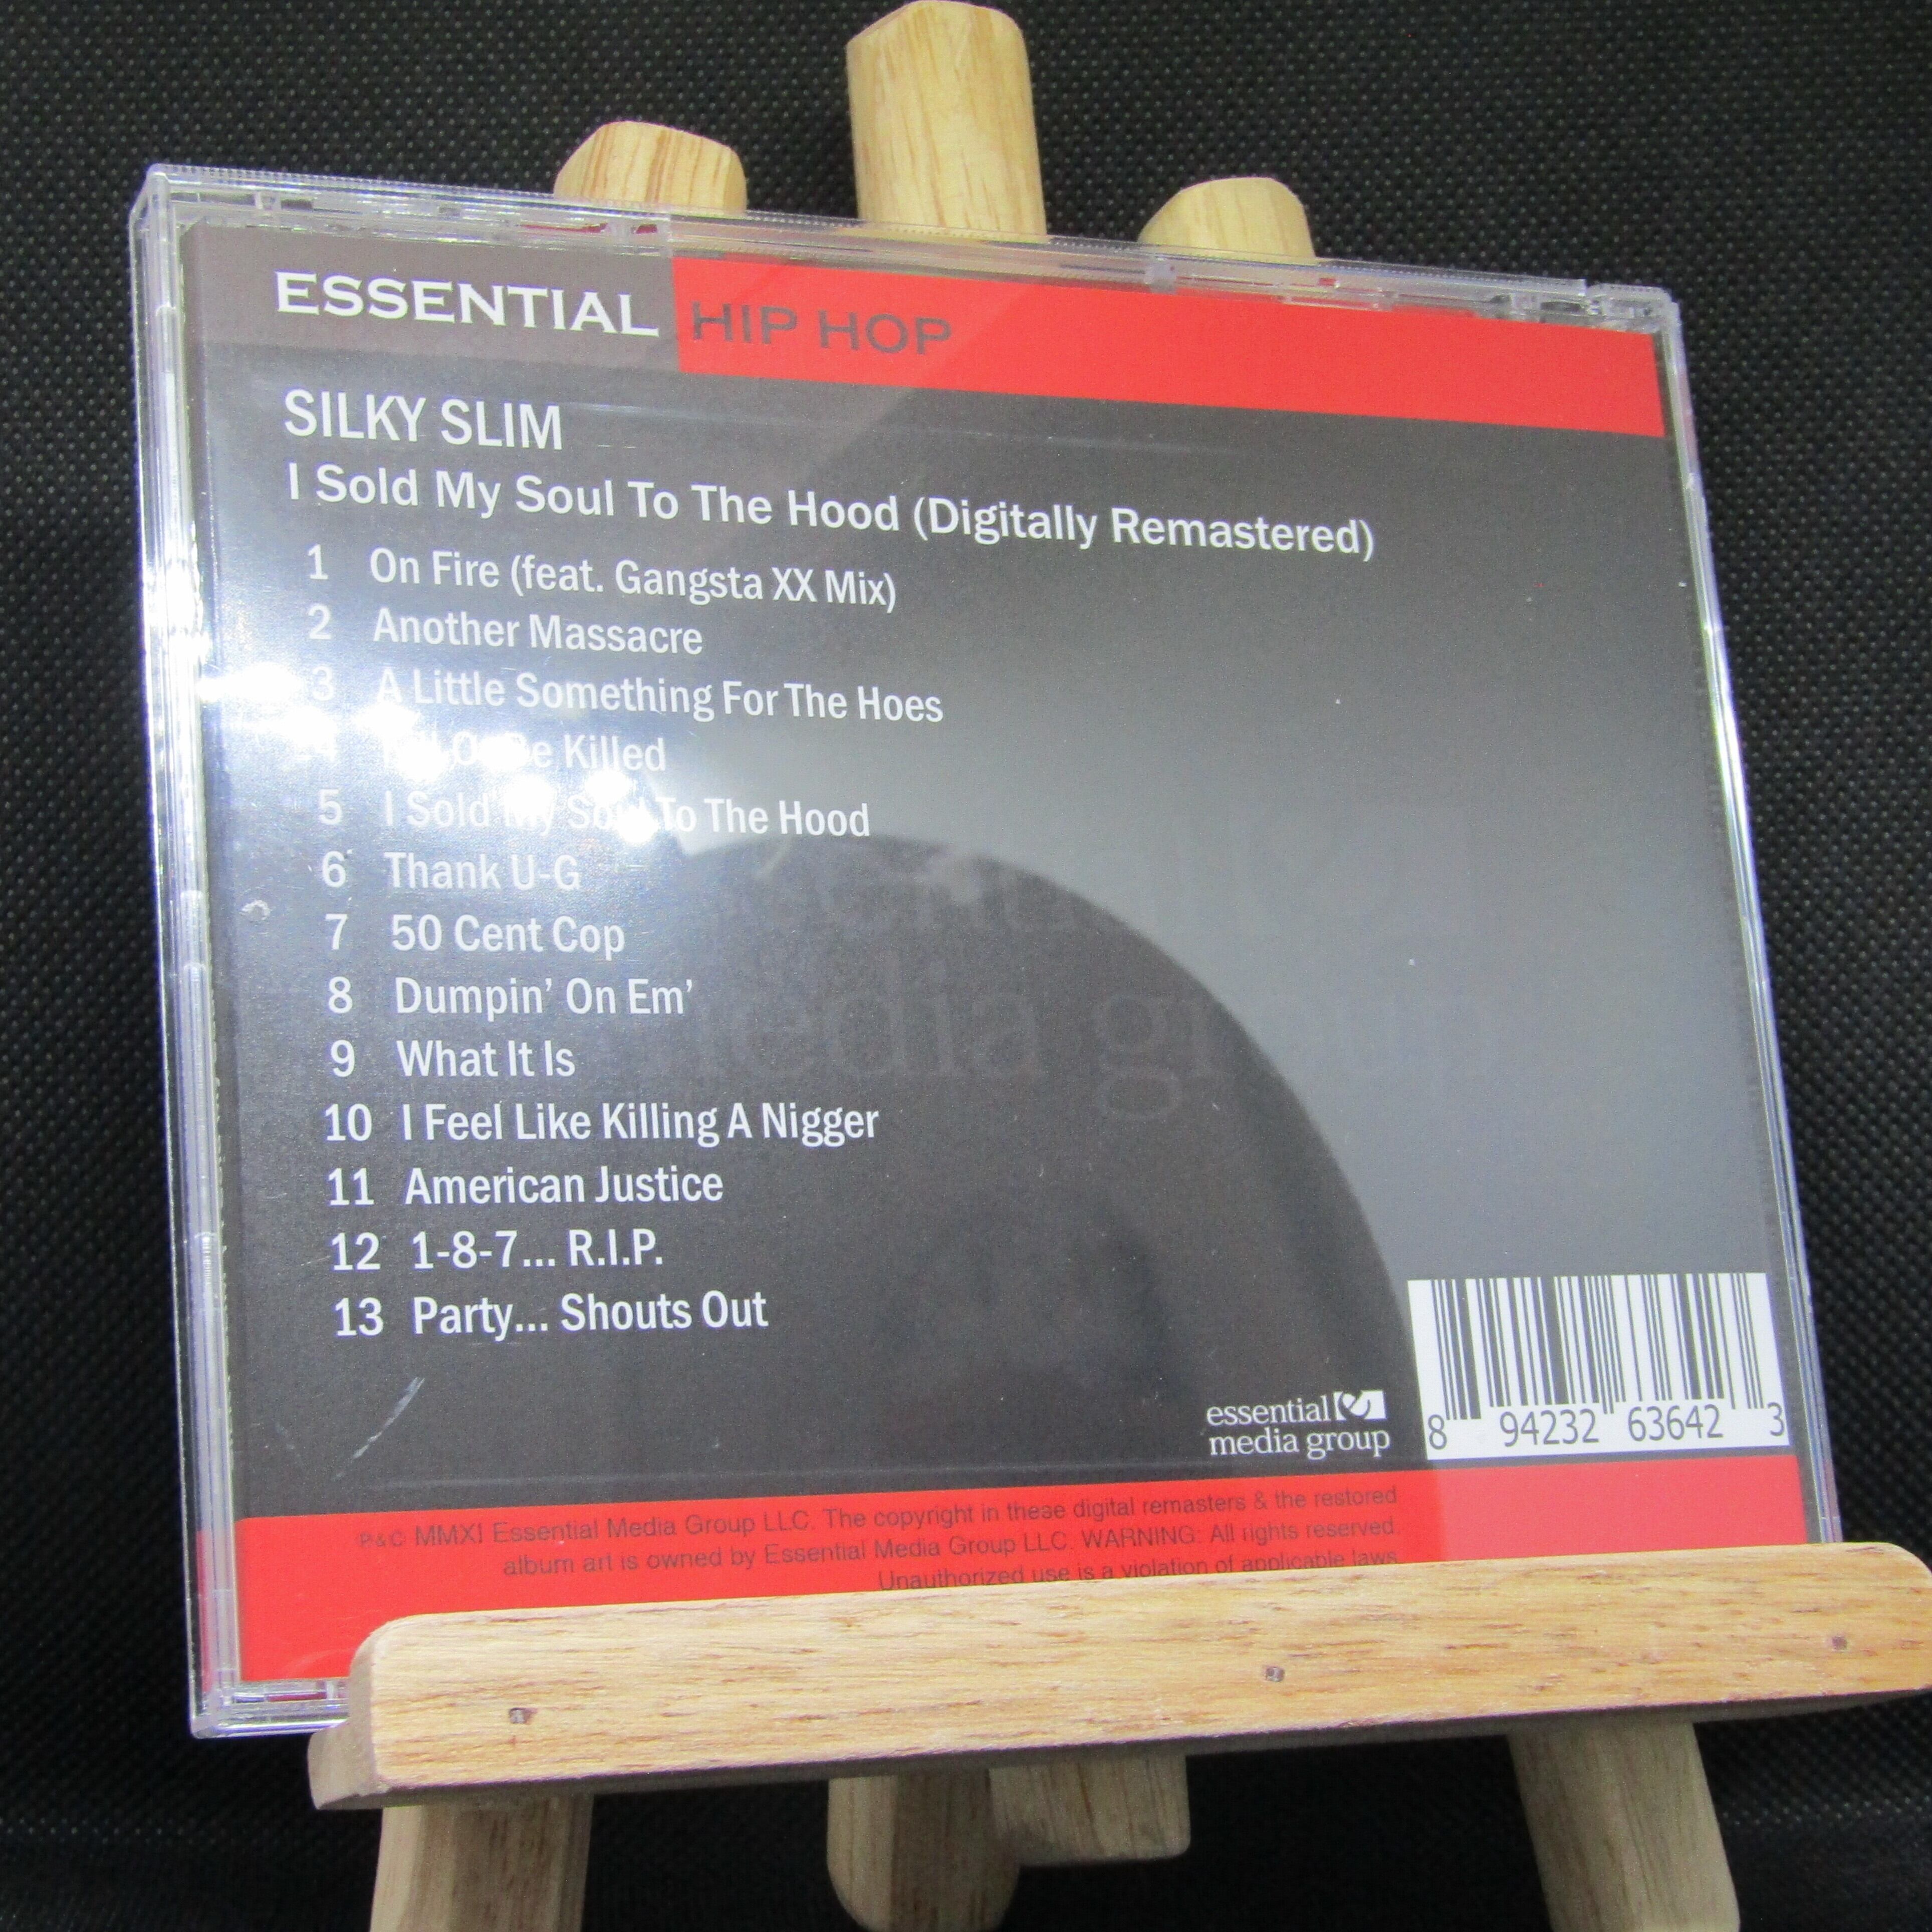 ESSENTIAL HIP HOP
SILKY SLIM
I Sold My Soul To The Hood (Digitally Remastered)
1 On Fire (feat. Gangsta XX Mix)
2 Another Massacre
3 A Little Something For The Hoes
4 Killed
5 I Sold My Soul To The Hood
6 Thank U-G
7 50 Cent Cop
8 Dumpin' On Em'
9 What It Is
10 I Feel Like Killing A Nigger
11 American Justice
12 1-8-7... R.I.P.
13 Party... Shouts Out
essential
media group
8 94232 63642 3
P&C MMXI Essential Media Group LLC. The copyright in these digital remasters & the restored
album art is owned by Essential Media Group LLC. WARNING: All rights reserved.
Unauthorized use is a violation of applicable laws